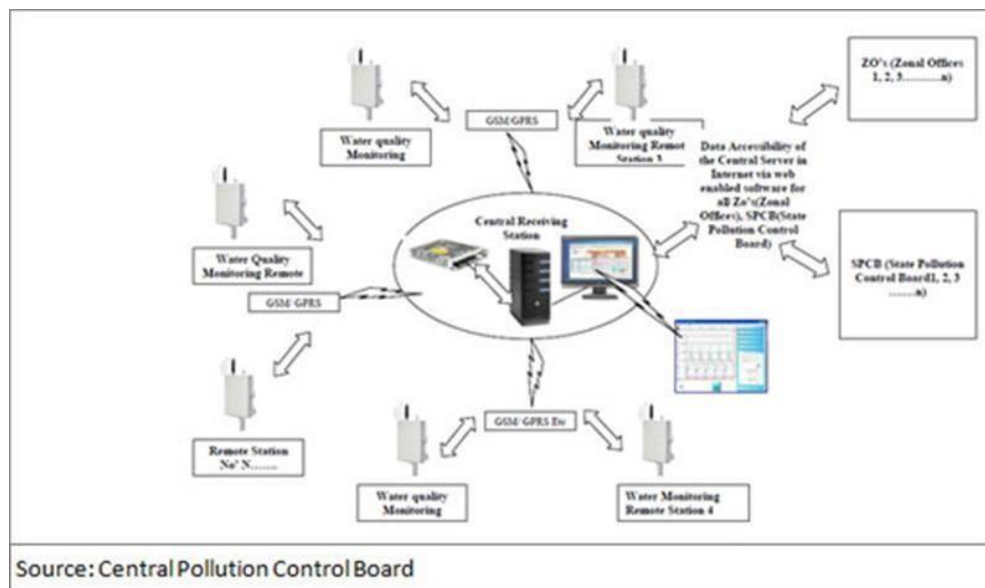 Water quality
Monitoring
GSM/GPRS
Water quality
Monitoring Remot
Station 3
ZO's (Zonal Offices
1, 2, 3...........n)
Data Accessibility of
the Central Server in
Internet via web
enabled software for
all Zo's(Zonal
Offices), SPCB(State
Pollution Control
Board)
Water Quality
Monitoring Remote
GSM/ GPRS
Central Receiving
Station
SPCB (State Pollution
Control Board1, 2, 3
.......n)
Remote Station
No' N.......
GSM/ GPRS Etc
Water quality
Monitoring
Water Monitoring
Remote Station 4
Source: Central Pollution Control Board